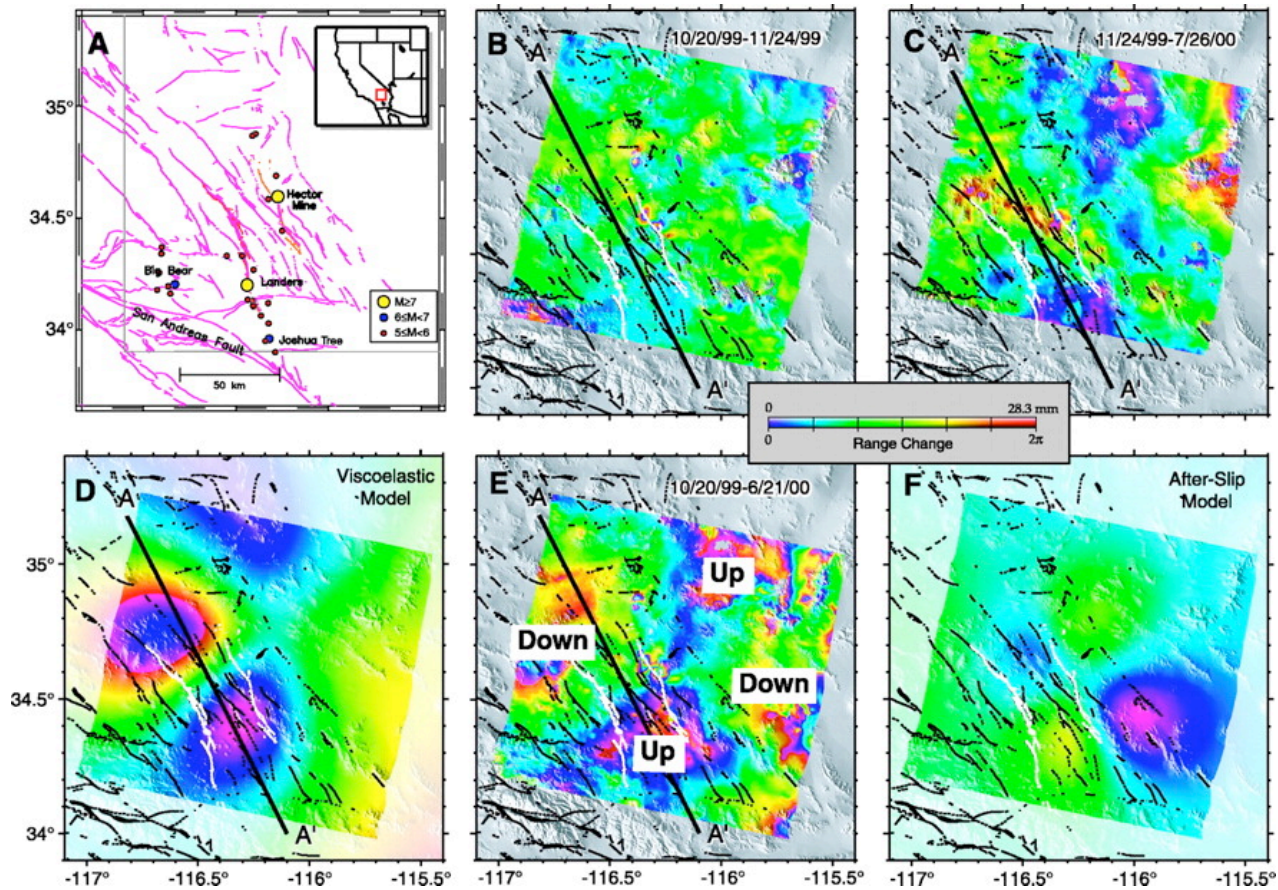 A
35°
34.5°
34°
Hector
Mine
Big Bear
Landers
San Andreas Fault
Joshua Tree
50 km
M≥7
6≤M<7
5≤M<6
B
A
10/20/99-11/24/99
A'
C
A
11/24/99-7/26/00
A'
0
28.3 mm
0
Range Change
2π
D
A
Viscoelastic
Model
A'
35°
34.5°
34°
-117°
-116.5°
-116°
-115.5°
E
A
10/20/99-6/21/00
Up
Down
Down
Up
A'
-117°
-116.5°
-116°
-115.5°
F
After-Slip
Model
-117°
-116.5°
-116°
-115.5°